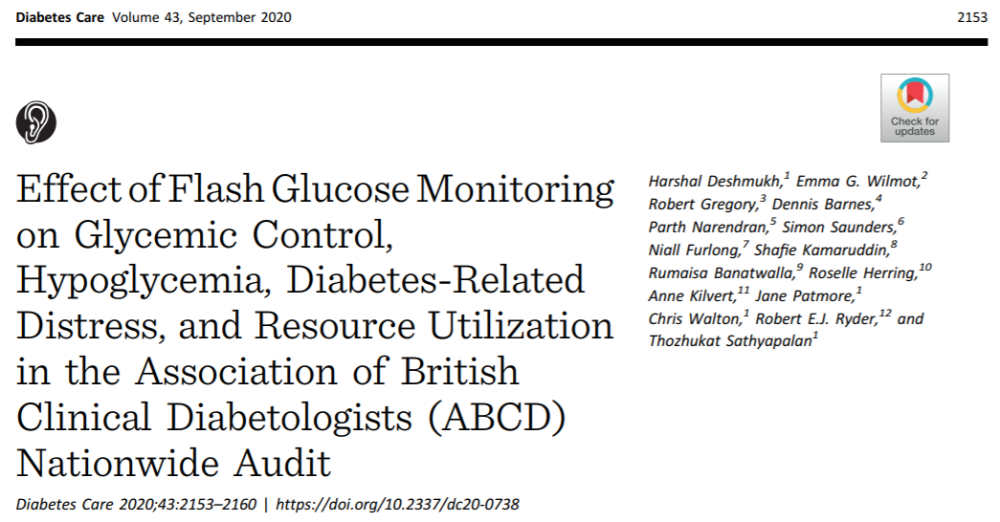 Diabetes Care Volume 43, September 2020 2153
Check for
updates
Effect of Flash Glucose Monitoring
on Glycemic Control,
Hypoglycemia, Diabetes-Related
Distress, and Resource Utilization
in the Association of British
Clinical Diabetologists (ABCD)
Nationwide Audit
Diabetes Care 2020;43:2153–2160 | https://doi.org/10.2337/dc20-0738
Harshal Deshmukh,1 Emma G. Wilmot,2
Robert Gregory,3 Dennis Barnes,4
Parth Narendran,5 Simon Saunders,6
Niall Furlong,7 Shafie Kamaruddin,8
Rumaisa Banatwalla,9 Roselle Herring,10
Anne Kilvert,11 Jane Patmore,1
Chris Walton,1 Robert E.J. Ryder,12 and
Thozhukat Sathyapalan1